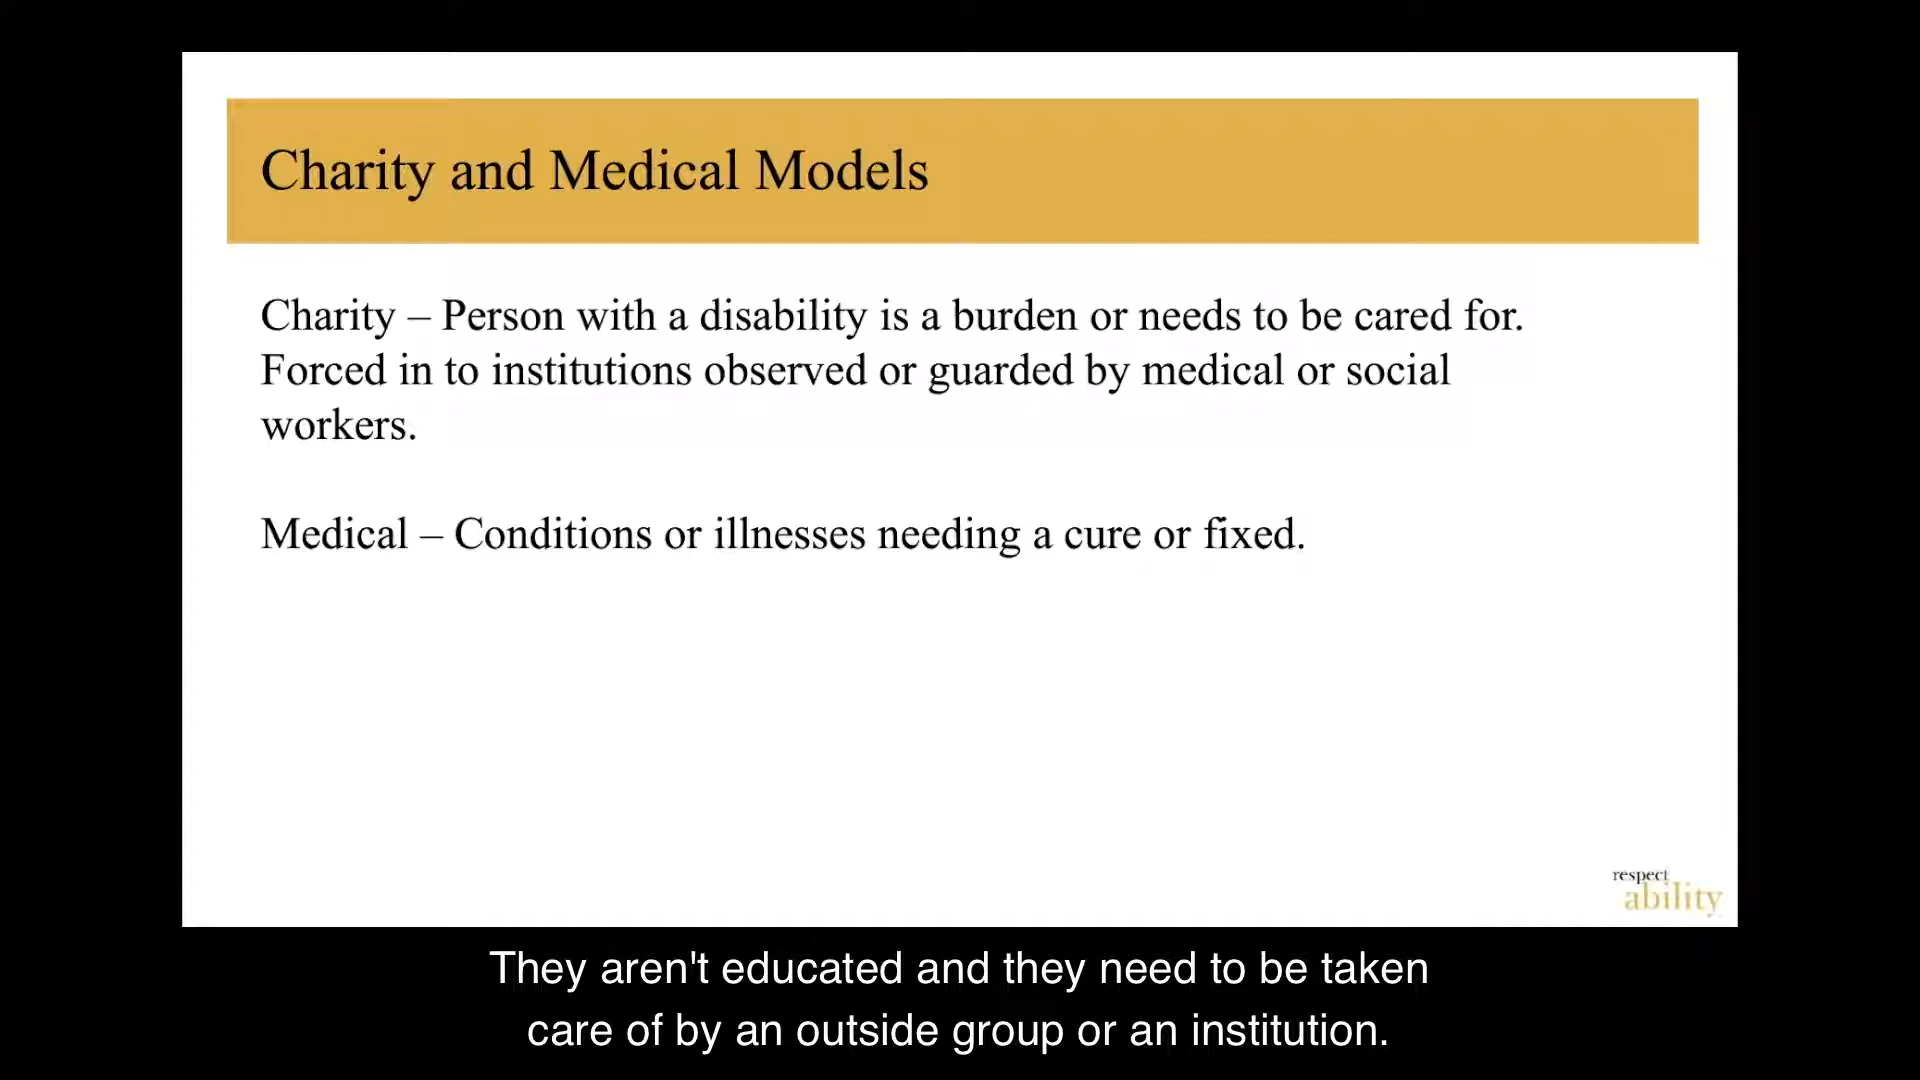 Charity and Medical Models
Charity – Person with a disability is a burden or needs to be cared for.
Forced in to institutions observed or guarded by medical or social
workers.
Medical – Conditions or illnesses needing a cure or fixed.
respect
ability
They aren't educated and they need to be taken
care of by an outside group or an institution.